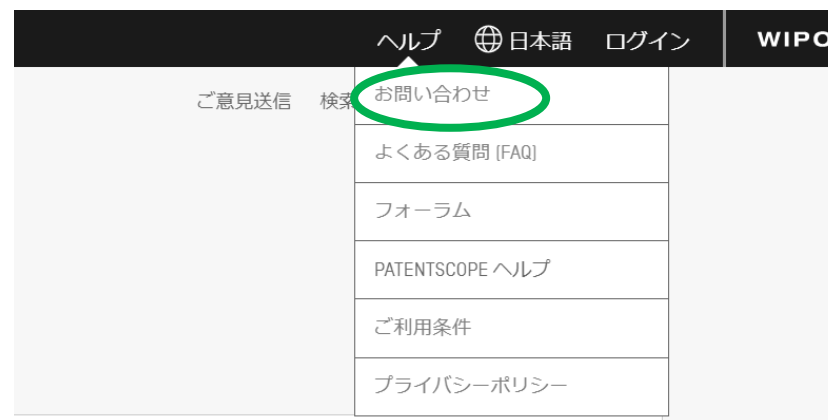 ヘルプ 日本語 ログイン WIPO
ご意見送信 検索
お問い合わせ
よくある質問 (FAQ)
フォーラム
PATENTSCOPE ヘルプ
ご利用条件
プライバシーポリシー